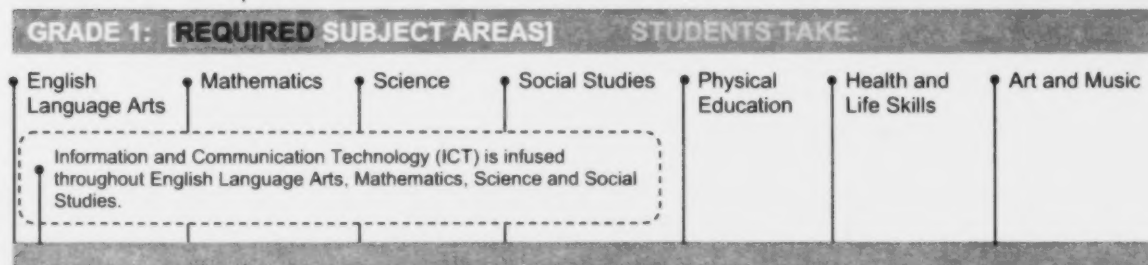 GRADE 1: [REQUIRED SUBJECT AREAS] STUDENTS TAKE:
English
Language Arts
Mathematics
Science
Social Studies
Physical
Education
Health and
Life Skills
Art and Music
Information and Communication Technology (ICT) is infused
throughout English Language Arts, Mathematics, Science and Social
Studies.